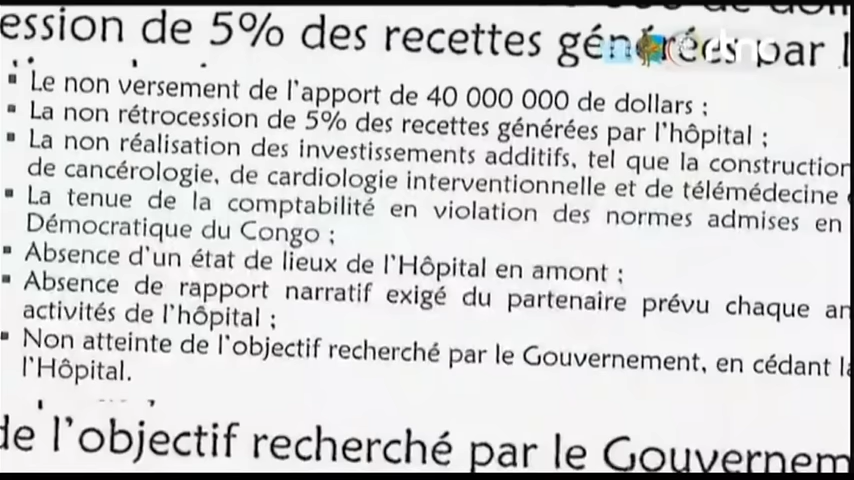 ession de 5% des recettes générées par l
▪ Le non versement de l'apport de 40 000 000 de dollars ;
▪ La non rétrocession de 5% des recettes générées par l'hôpital ;
▪ La non réalisation des investissements additifs, tel que la construction
de cancérologie, de cardiologie interventionnelle et de télémédecine
▪ La tenue de la comptabilité en violation des normes admises en
Démocratique du Congo ;
▪ Absence d'un état de lieux de l'Hôpital en amont ;
▪ Absence de rapport narratif exigé du partenaire prévu chaque an
activités de l'hôpital ;
▪ Non atteinte de l'objectif recherché par le Gouvernement, en cédant la
l'Hôpital.
de l'objectif recherché par le Gouvernem